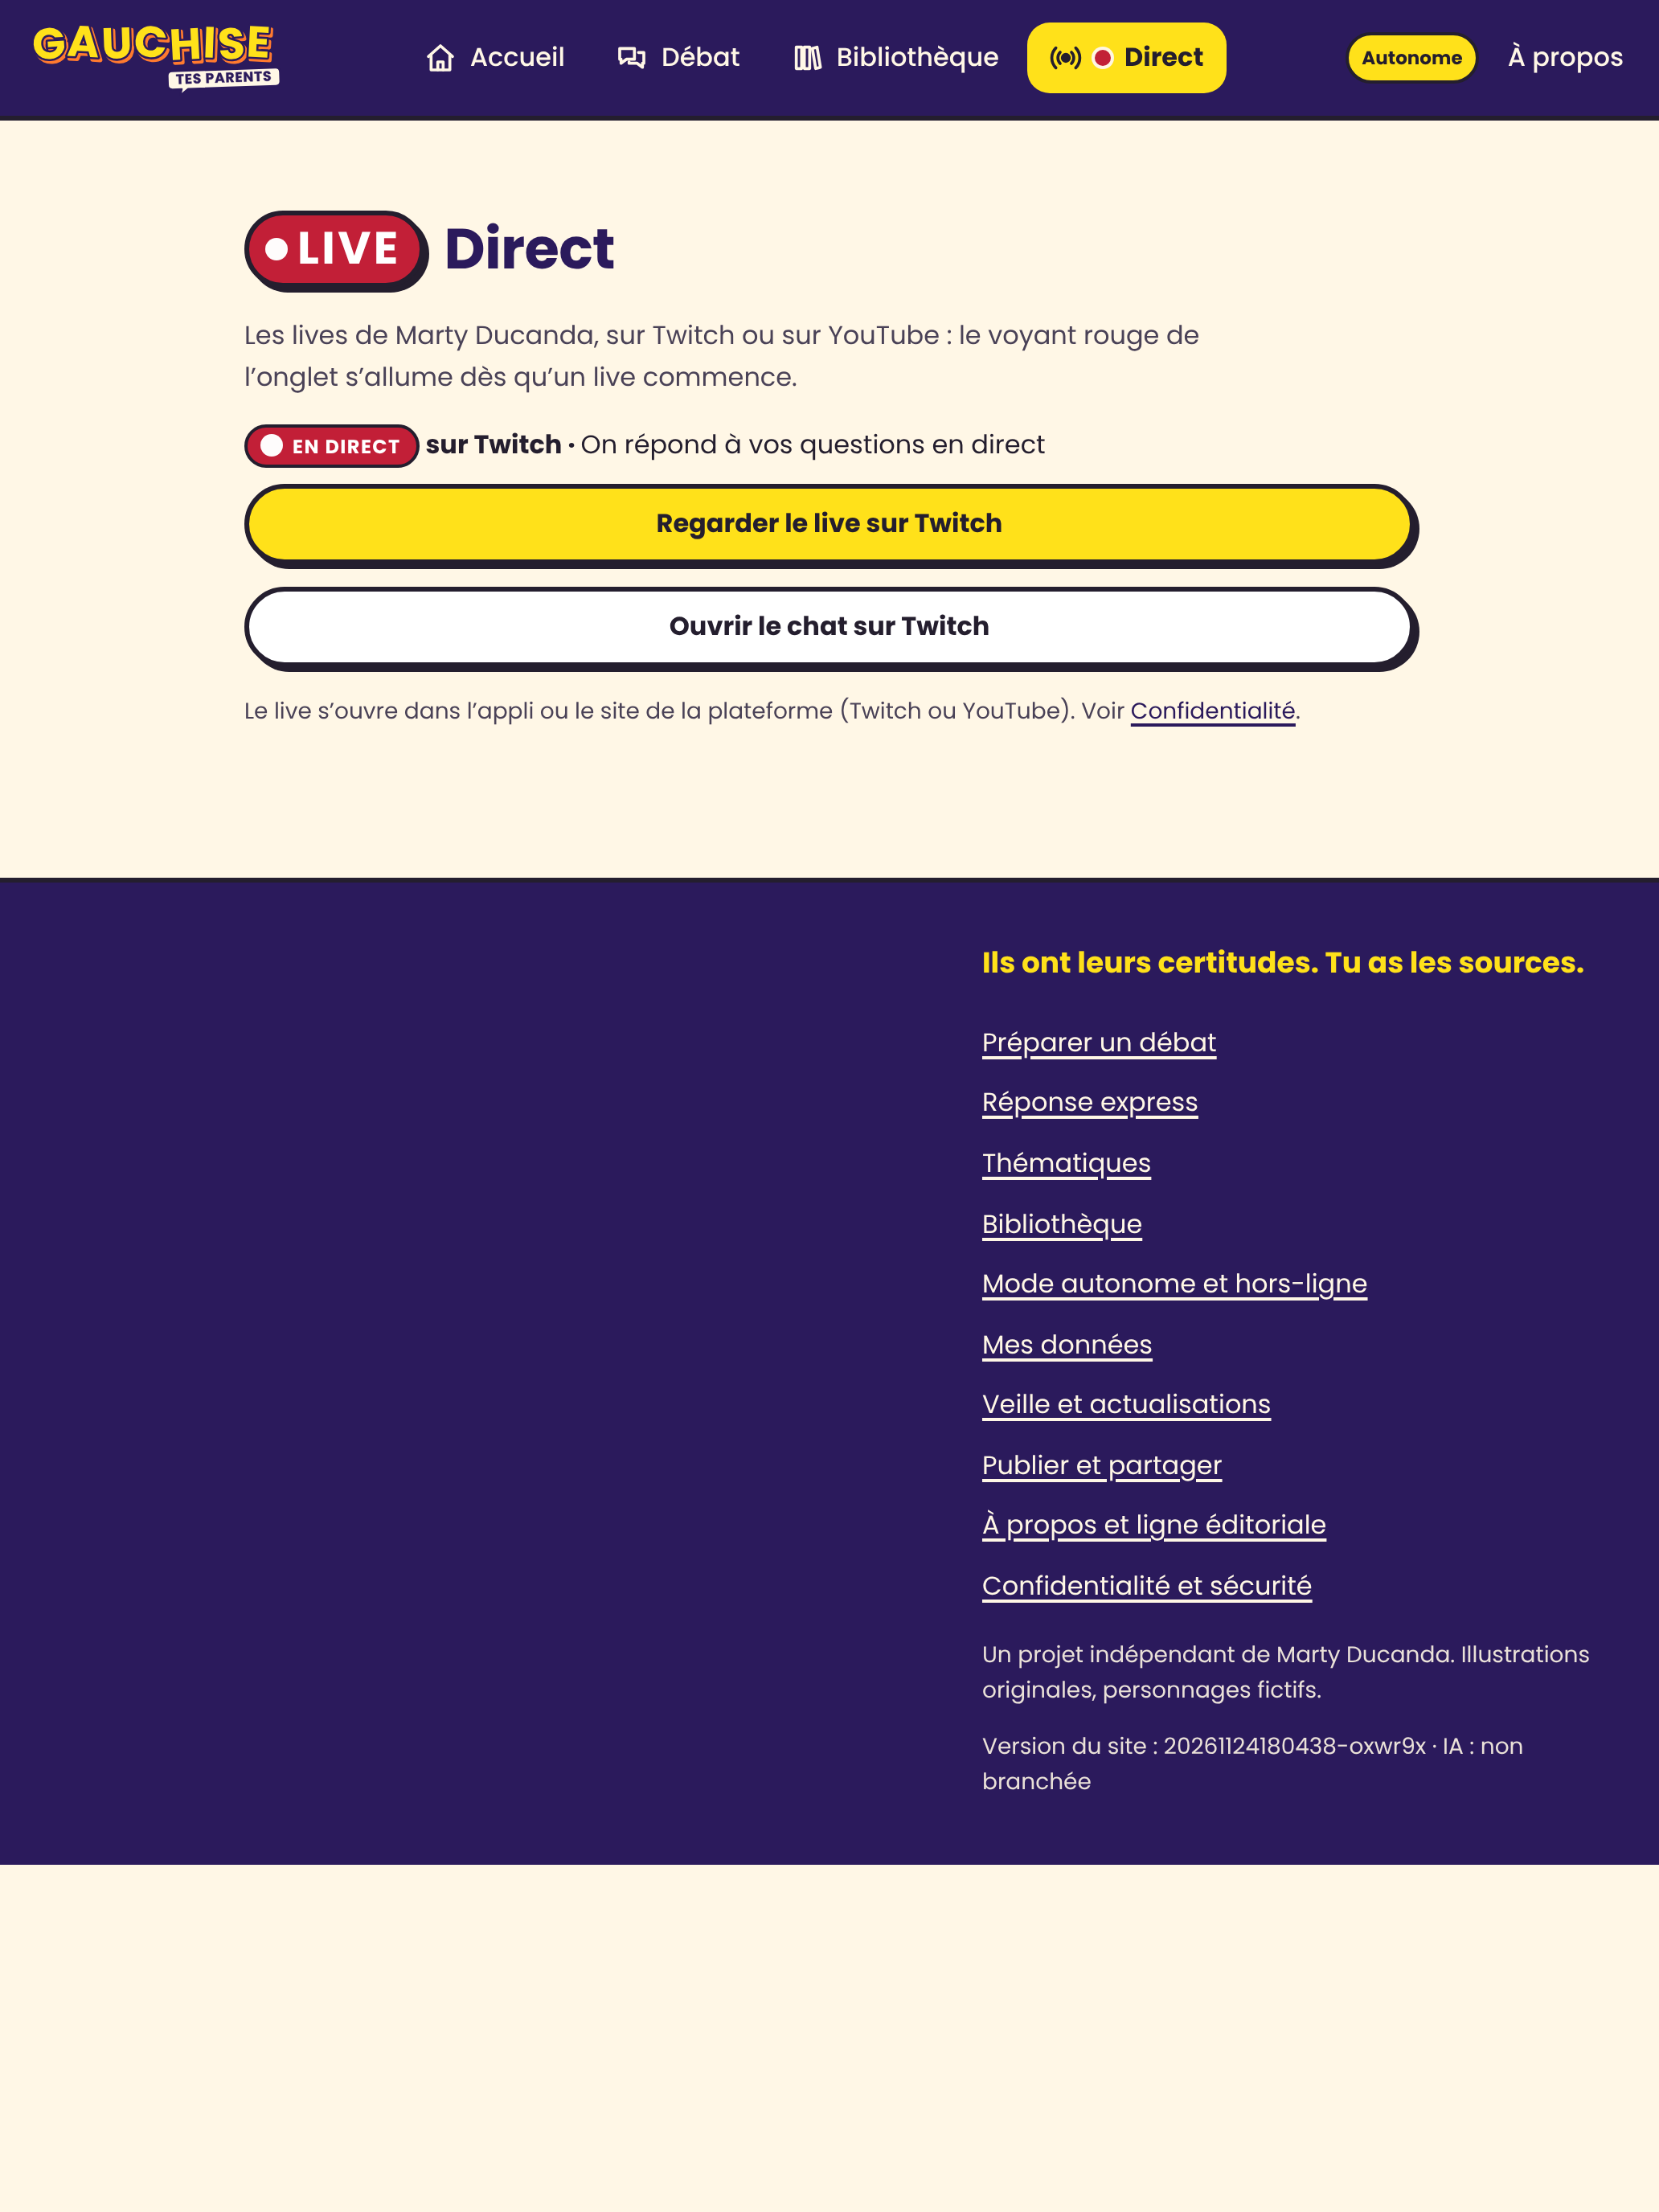 GAUCHISE
TES PARENTS
Accueil
Débat
Bibliothèque
Direct
Autonome
À propos
LIVE
Direct
Les lives de Marty Ducanda, sur Twitch ou sur YouTube : le voyant rouge de
l’onglet s’allume dès qu’un live commence.
EN DIRECT sur Twitch · On répond à vos questions en direct
Regarder le live sur Twitch
Ouvrir le chat sur Twitch
Le live s’ouvre dans l’appli ou le site de la plateforme (Twitch ou YouTube). Voir Confidentialité.
Ils ont leurs certitudes. Tu as les sources.
Préparer un débat
Réponse express
Thématiques
Bibliothèque
Mode autonome et hors-ligne
Mes données
Veille et actualisations
Publier et partager
À propos et ligne éditoriale
Confidentialité et sécurité
Un projet indépendant de Marty Ducanda. Illustrations
originales, personnages fictifs.
Version du site : 20261124180438-oxwr9x · IA : non
branchée